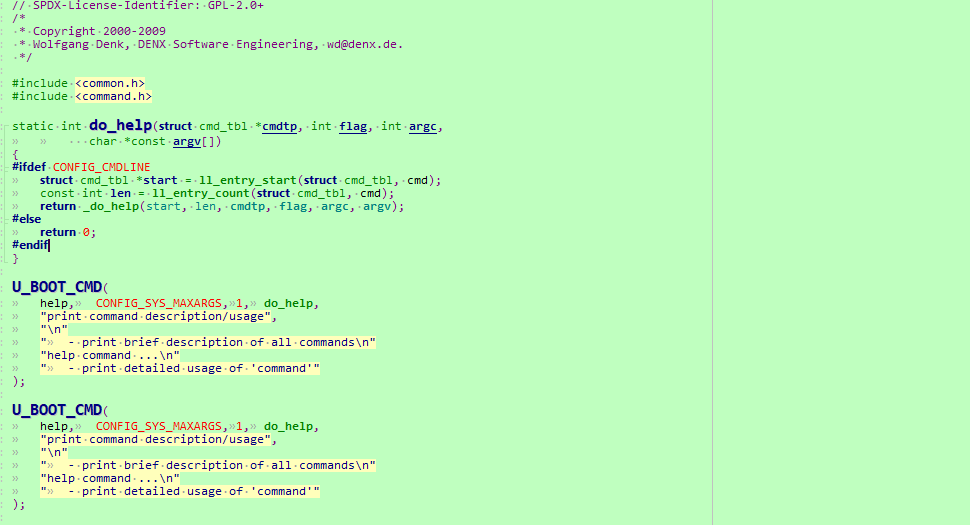 // SPDX-License-Identifier: GPL-2.0+
/*
 * Copyright 2000-2009
 * Wolfgang Denk, DENX Software Engineering, wd@denx.de.
 */

#include <common.h>
#include <command.h>

static int do_help(struct cmd_tbl *cmdtp, int flag, int argc,
		   char *const argv[])
{
#ifdef CONFIG_CMDLINE
	struct cmd_tbl *start = ll_entry_start(struct cmd_tbl, cmd);
	const int len = ll_entry_count(struct cmd_tbl, cmd);
	return _do_help(start, len, cmdtp, flag, argc, argv);
#else
	return 0;
#endif
}

U_BOOT_CMD(
	help,	CONFIG_SYS_MAXARGS,	1,	do_help,
	"print command description/usage",
	"\n"
	"	- print brief description of all commands\n"
	"help command ...\n"
	"	- print detailed usage of 'command'"
);

U_BOOT_CMD(
	help,	CONFIG_SYS_MAXARGS,	1,	do_help,
	"print command description/usage",
	"\n"
	"	- print brief description of all commands\n"
	"help command ...\n"
	"	- print detailed usage of 'command'"
);